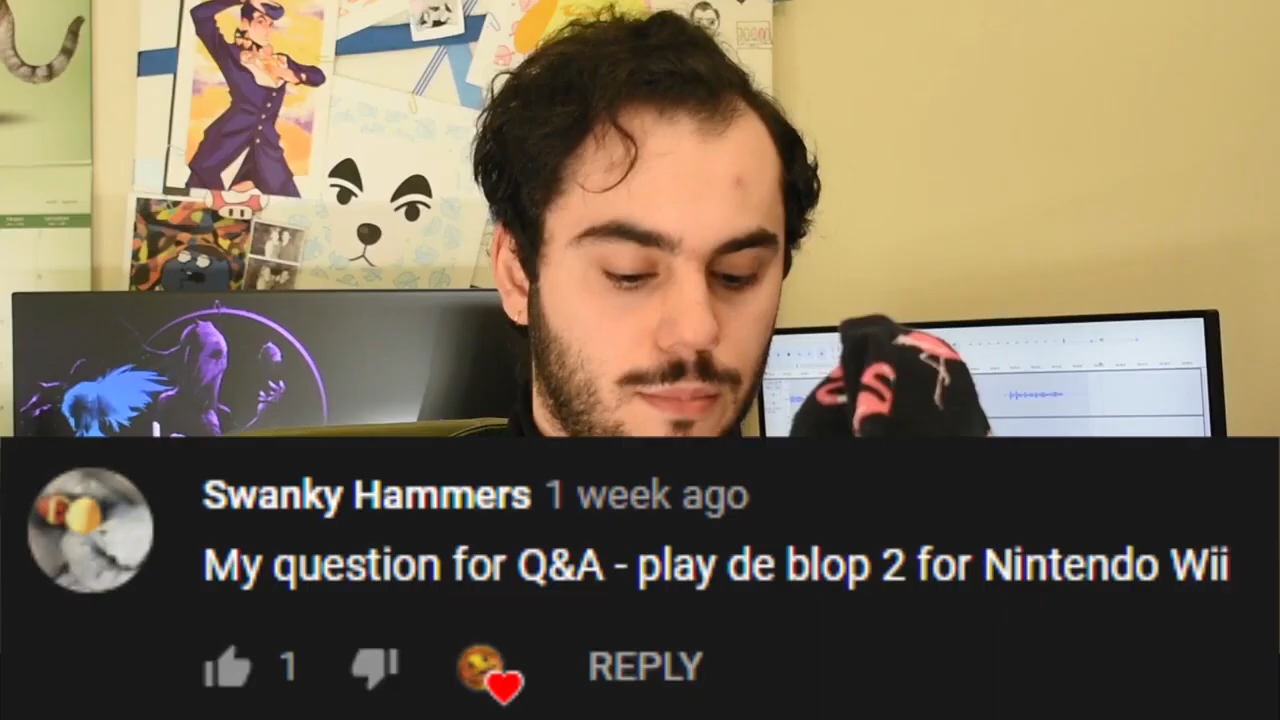 Swanky Hammers 1 week ago
My question for Q&A - play de blop 2 for Nintendo Wii
1
REPLY